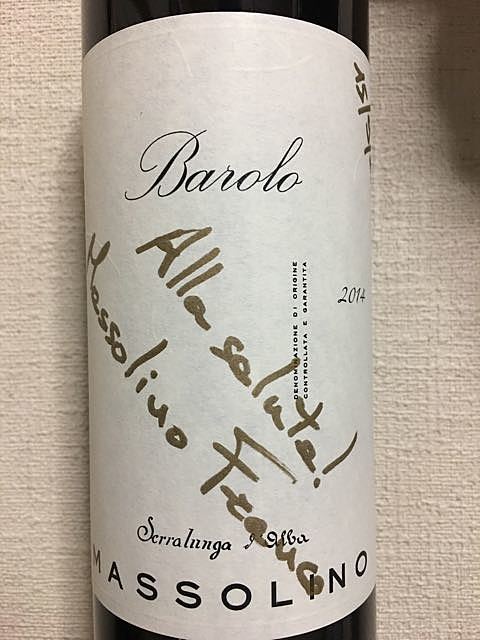 Barolo
Alla salute!
Massolino Franco
DENOMINAZIONE DI ORIGINE
CONTROLLATA E GARANTITA
2014
Serralunga d'Alba
MASSOLINO